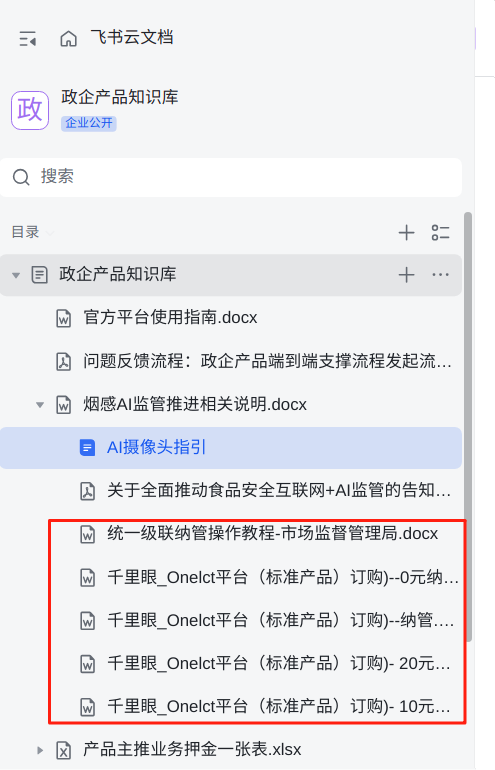 飞书云文档
政
政企产品知识库
企业公开
搜索
目录
政企产品知识库
官方平台使用指南.docx
问题反馈流程：政企产品端到端支撑流程发起流...
烟感AI监管推进相关说明.docx
AI摄像头指引
关于全面推动食品安全互联网+AI监管的告知...
统一级联纳管操作教程-市场监督管理局.docx
千里眼_Onelct平台（标准产品）订购)--0元纳...
千里眼_Onelct平台（标准产品）订购)--纳管....
千里眼_Onelct平台（标准产品）订购)- 20元...
千里眼_Onelct平台（标准产品）订购)- 10元...
产品主推业务押金一张表.xlsx